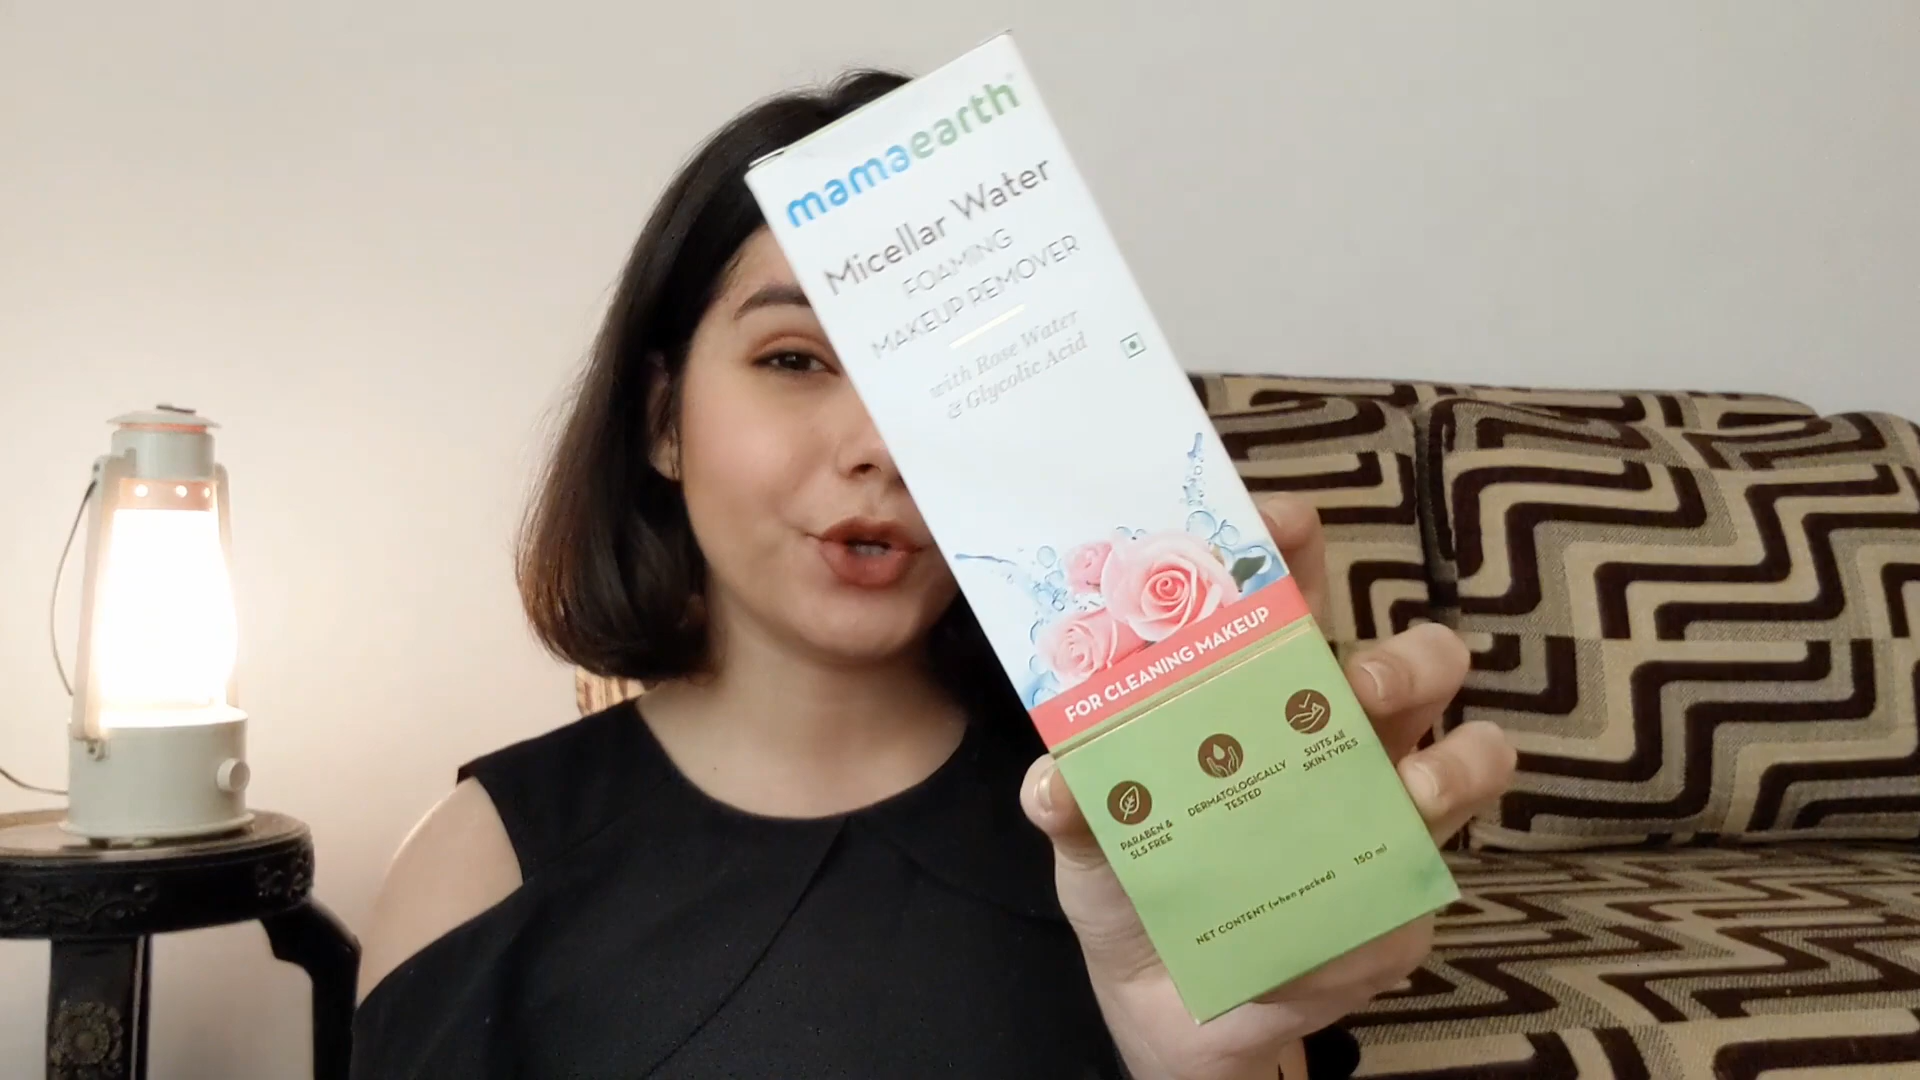 mamaearth
Micellar Water
FOAMING
MAKEUP REMOVER
with Rose Water
& Glycolic Acid
FOR CLEANING MAKEUP
PARABEN &
SLS FREE
DERMATOLOGICALLY
TESTED
SUITS All
SKIN TYPES
NET CONTENT (when packed) 150 ml